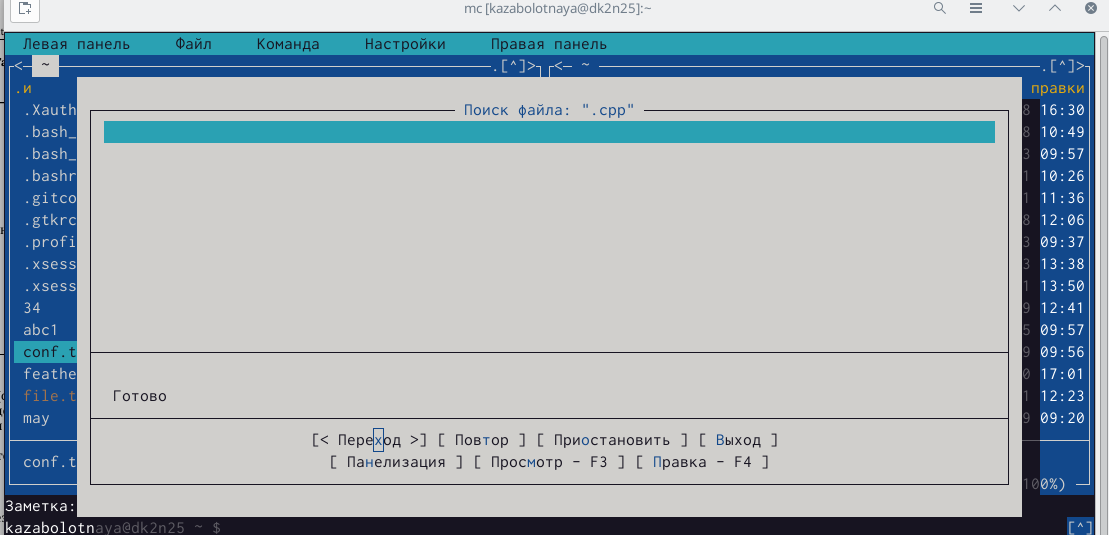 mc [kazabolotnaya@dk2n25]:~
Левая панель Файл Команда Настройки Правая панель
<— ~ .[^]> <— ~ .[^]>
.и правки
Поиск файла: ".cpp"
.Xauth 8 16:30
.bash_ 8 10:49
.bash_ 3 09:57
.bashr 1 10:26
.gitco 1 11:36
.gtkrc 8 12:06
.profi 3 09:37
.xsess 3 13:38
.xsess 1 13:50
34 9 12:41
abc1 5 09:57
conf.t 9 09:56
feathe 0 17:01
file.t 1 12:23
may 9 09:20
Готово
[< Переход >] [ Повтор ] [ Приостановить ] [ Выход ]
conf.t [ Панелизация ] [ Просмотр - F3 ] [ Правка - F4 ]
100%)
Заметка:
kazabolotnaya@dk2n25 ~ $ [^]